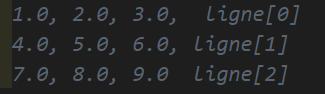 1.0, 2.0, 3.0,  ligne[0]
4.0, 5.0, 6.0, ligne[1]
7.0, 8.0, 9.0  ligne[2]